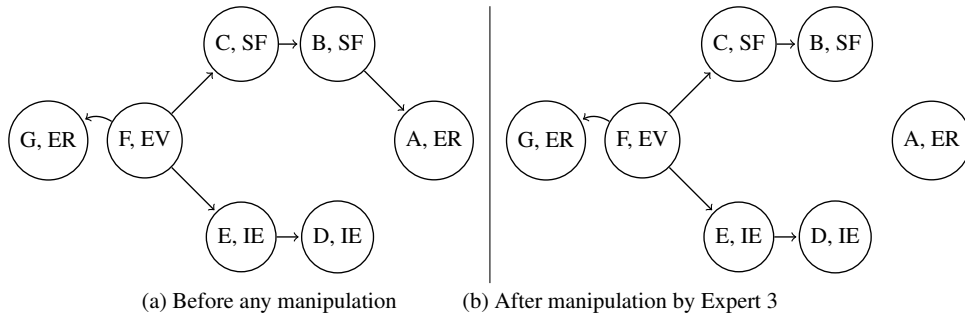 C, SF
B, SF
G, ER
F, EV
A, ER
E, IE
D, IE
(a) Before any manipulation
C, SF
B, SF
G, ER
F, EV
A, ER
E, IE
D, IE
(b) After manipulation by Expert 3